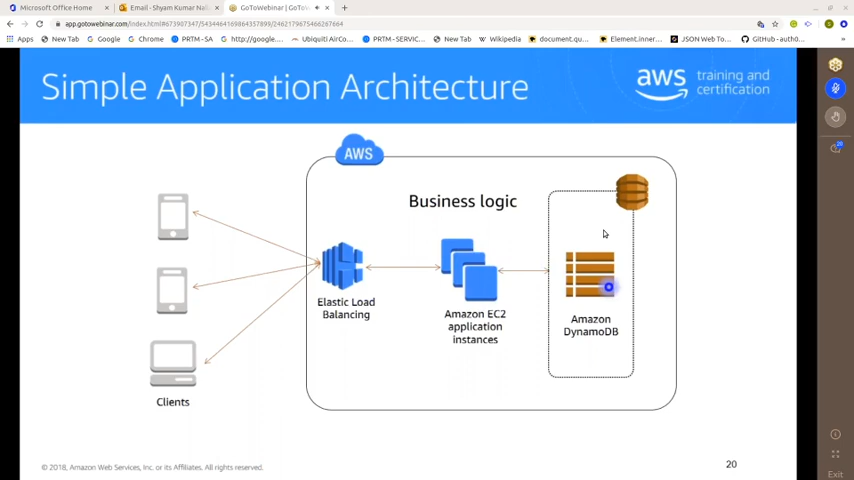 Microsoft Office Home
Email - Shyam Kumar Nai
GoToWebinar | GoTo
app.gotowebinar.com/index.html#673907347/5434464169864357899/2462179875466267664
Apps
New Tab
Google
Chrome
PRTM -SA
http://google....
Ubiquiti AirCo...
PRTM -SERVIC...
New Tab
Wikipedia
document.qu...
Element.inner...
JSON Web To...
GitHub - auth0...
Simple Application Architecture
aws
training and
certification
AWS
Business logic
Elastic Load
Balancing
Amazon EC2
application
instances
Amazon
DynamoDB
Clients
© 2018, Amazon Web Services, Inc. or its Affiliates. All rights reserved.
20
Exit